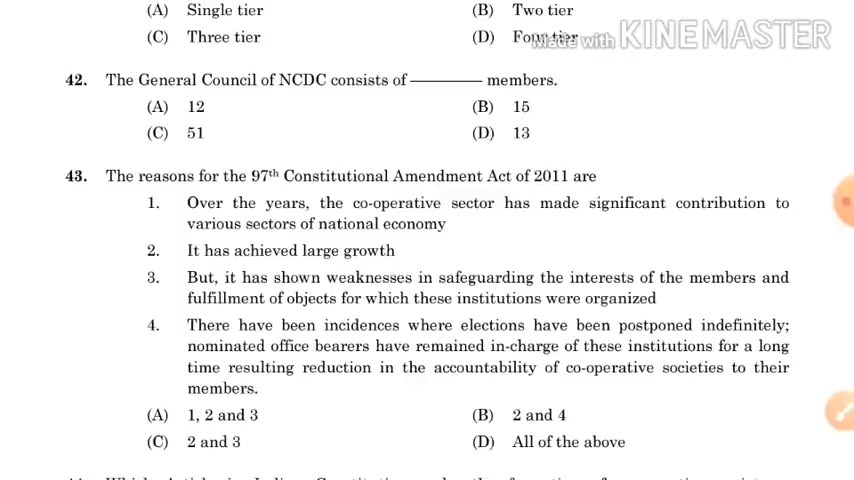 (A) Single tier (B) Two tier
(C) Three tier (D) Four tier
Made with KINEMASTER
42. The General Council of NCDC consists of ———— members.
(A) 12 (B) 15
(C) 51 (D) 13
43. The reasons for the 97th Constitutional Amendment Act of 2011 are
1. Over the years, the co-operative sector has made significant contribution to
various sectors of national economy
2. It has achieved large growth
3. But, it has shown weaknesses in safeguarding the interests of the members and
fulfillment of objects for which these institutions were organized
4. There have been incidences where elections have been postponed indefinitely;
nominated office bearers have remained in-charge of these institutions for a long
time resulting reduction in the accountability of co-operative societies to their
members.
(A) 1, 2 and 3 (B) 2 and 4
(C) 2 and 3 (D) All of the above